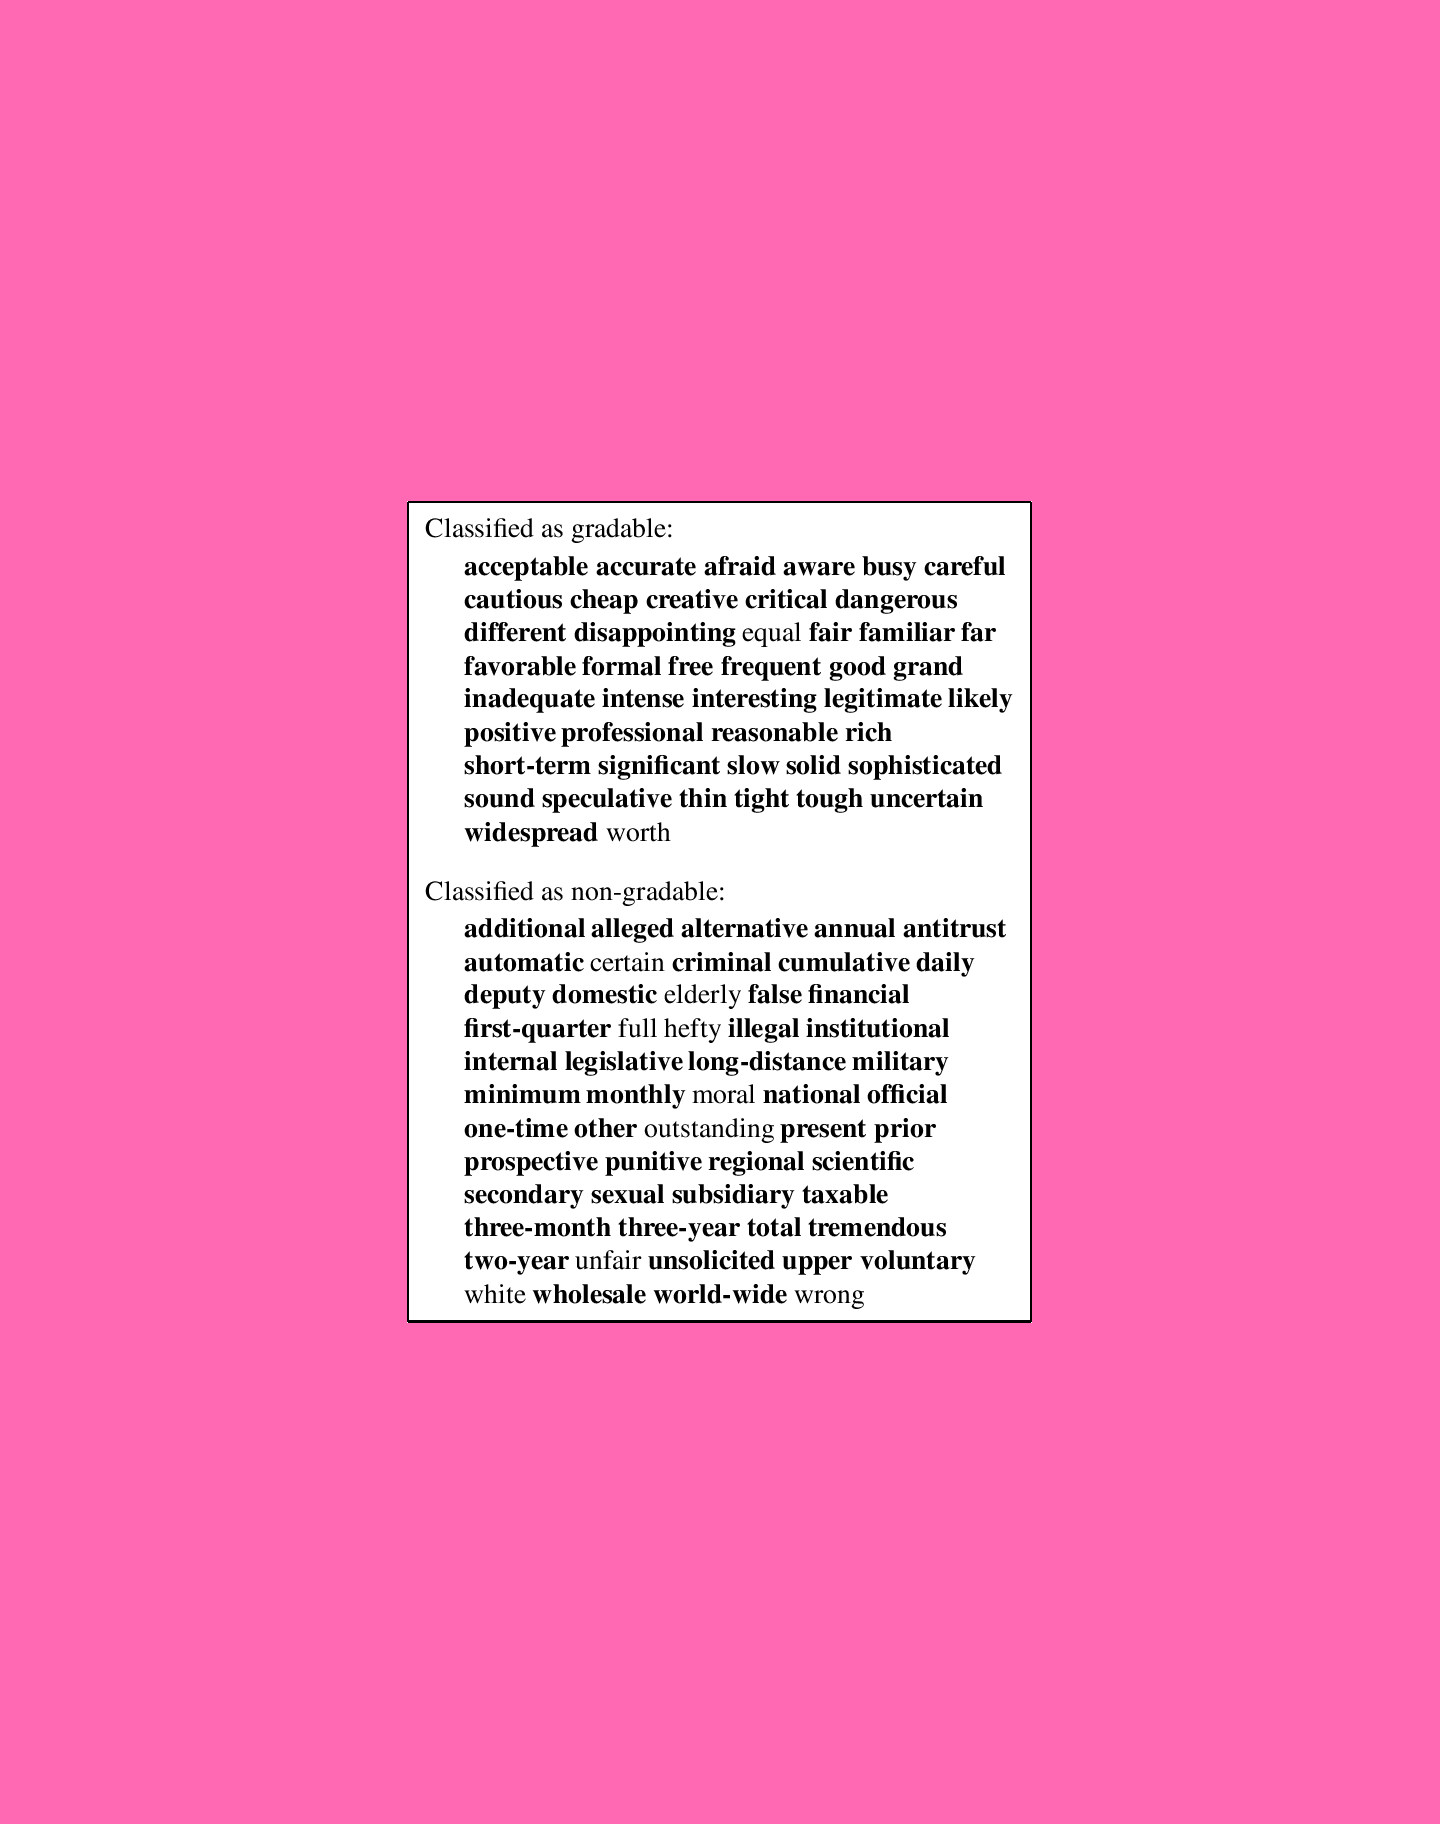 Classified as gradable:
acceptable accurate afraid aware busy careful
cautious cheap creative critical dangerous
different disappointing equal fair familiar far
favorable formal free frequent good grand
inadequate intense interesting legitimate likely
positive professional reasonable rich
short-term significant slow solid sophisticated
sound speculative thin tight tough uncertain
widespread worth
Classified as non-gradable:
additional alleged alternative annual antitrust
automatic certain criminal cumulative daily
deputy domestic elderly false financial
first-quarter full hefty illegal institutional
internal legislative long-distance military
minimum monthly moral national official
one-time other outstanding present prior
prospective punitive regional scientific
secondary sexual subsidiary taxable
three-month three-year total tremendous
two-year unfair unsolicited upper voluntary
white wholesale world-wide wrong